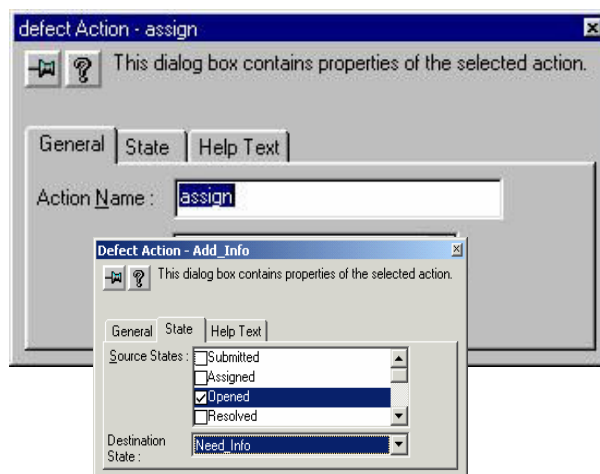 defect Action - assign
This dialog box contains properties of the selected action.
General State Help Text
Action Name : assign
Defect Action - Add_Info
This dialog box contains properties of the selected action.
General State Help Text
Source States : Submitted
Assigned
Opened
Resolved
Destination
State : Need_Info